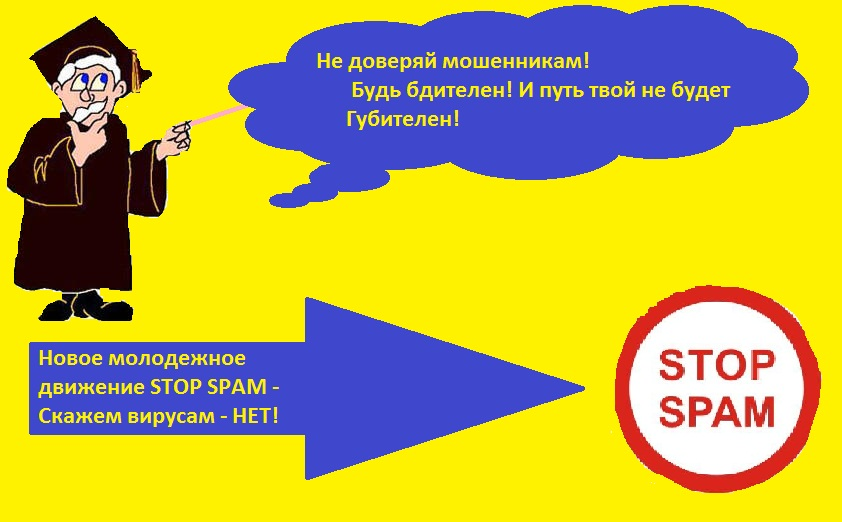 Не доверяй мошенникам!
Будь бдителен! И путь твой не будет
Губителен!
Новое молодежное
движение STOP SPAM -
Скажем вирусам - НЕТ!
STOP
SPAM